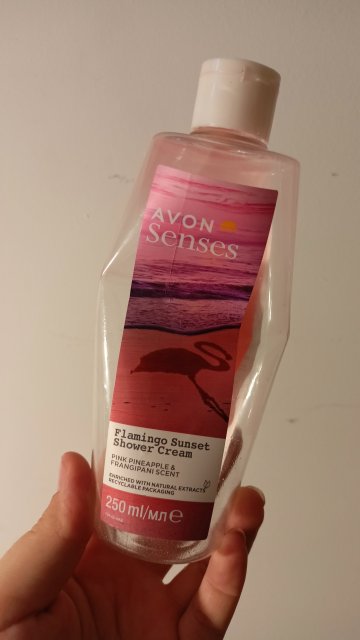 AVON
Senses
Flamingo Sunset
Shower Cream
PINK PINEAPPLE &
FRANGIPANI SCENT
ENRICHED WITH NATURAL EXTRACTS
RECYCLABLE PACKAGING
250 ml/мл e